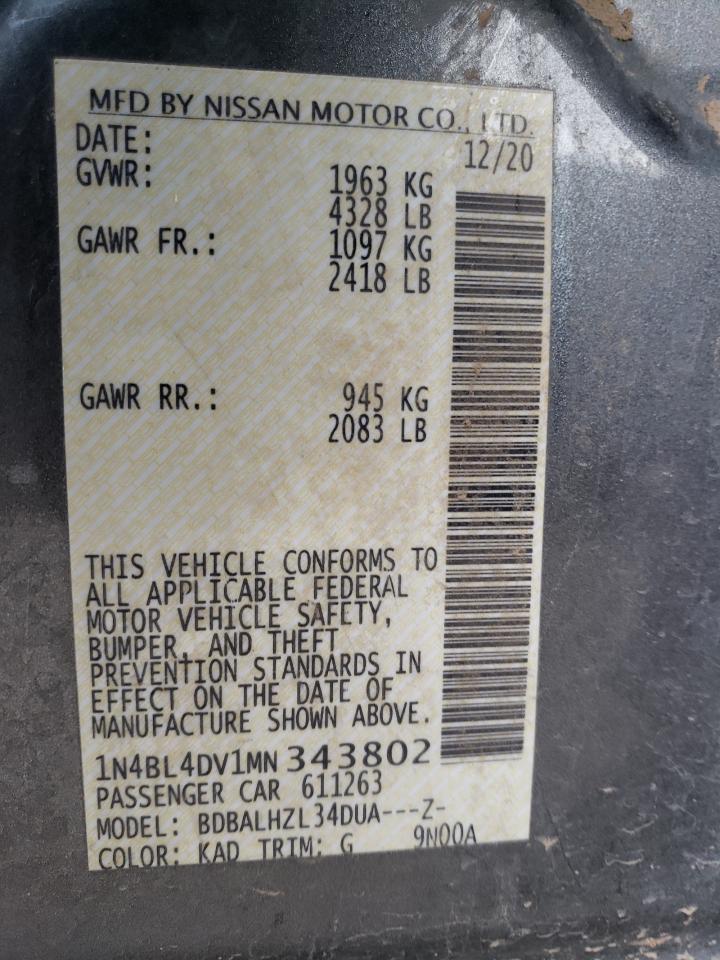 MFD BY NISSAN MOTOR CO., LTD.
DATE: 12/20
GVWR: 1963 KG
4328 LB
GAWR FR.: 1097 KG
2418 LB
GAWR RR.: 945 KG
2083 LB
THIS VEHICLE CONFORMS TO
ALL APPLICABLE FEDERAL
MOTOR VEHICLE SAFETY,
BUMPER, AND THEFT
PREVENTION STANDARDS IN
EFFECT ON THE DATE OF
MANUFACTURE SHOWN ABOVE.
1N4BL4DV1MN343802
PASSENGER CAR 611263
MODEL: BDBALHZL34DUA---Z-
COLOR: KAD TRIM: G 9N00A